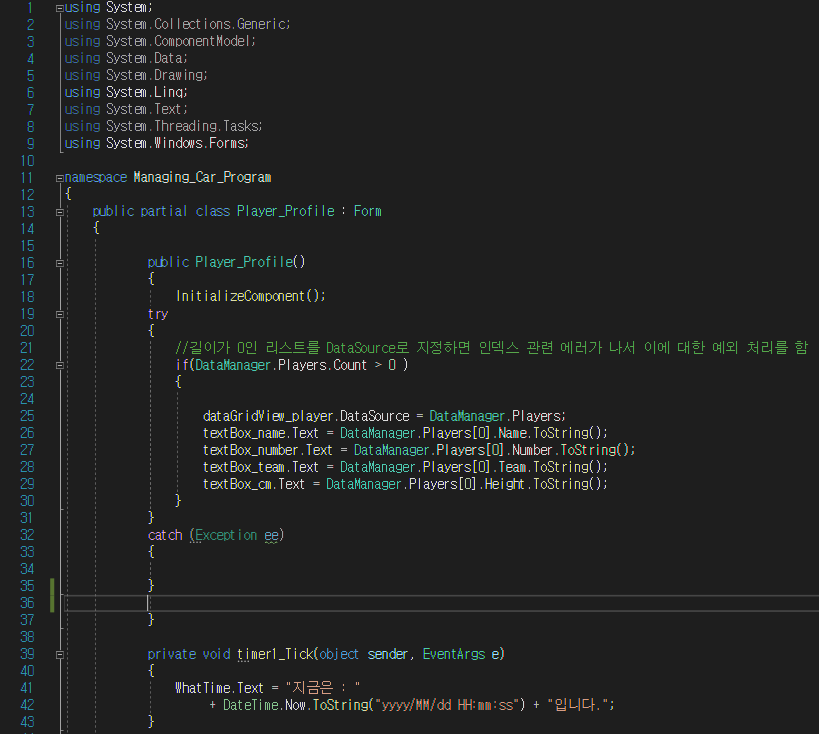 1 using System;
2 using System.Collections.Generic;
3 using System.ComponentModel;
4 using System.Data;
5 using System.Drawing;
6 using System.Linq;
7 using System.Text;
8 using System.Threading.Tasks;
9 using System.Windows.Forms;
10
11 namespace Managing_Car_Program
12 {
13 public partial class Player_Profile : Form
14 {
15
16 public Player_Profile()
17 {
18 InitializeComponent();
19 try
20 {
21 //길이가 0인 리스트를 DataSource로 지정하면 인덱스 관련 에러가 나서 이에 대한 예외 처리를 함
22 if(DataManager.Players.Count > 0 )
23 {
24
25 dataGridView_player.DataSource = DataManager.Players;
26 textBox_name.Text = DataManager.Players[0].Name.ToString();
27 textBox_number.Text = DataManager.Players[0].Number.ToString();
28 textBox_team.Text = DataManager.Players[0].Team.ToString();
29 textBox_cm.Text = DataManager.Players[0].Height.ToString();
30 }
31 }
32 catch (Exception ee)
33 {
34
35 }
36
37 }
38
39 private void timer1_Tick(object sender, EventArgs e)
40 {
41 WhatTime.Text = "지금은 : "
42 + DateTime.Now.ToString("yyyy/MM/dd HH:mm:ss") + "입니다.";
43 }